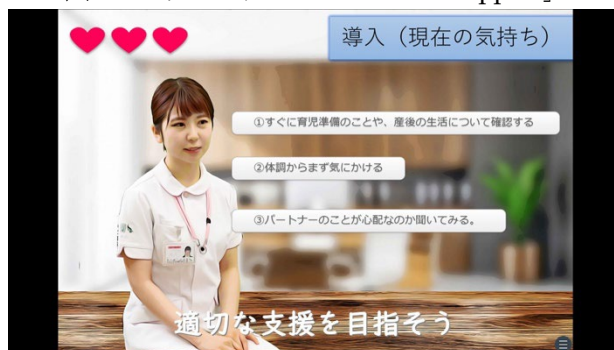 導入（現在の気持ち）
①すぐに育児準備のことや、産後の生活について確認する
②体調からまず気にかける
③パートナーのことが心配なのか聞いてみる。
適切な支援を目指そう